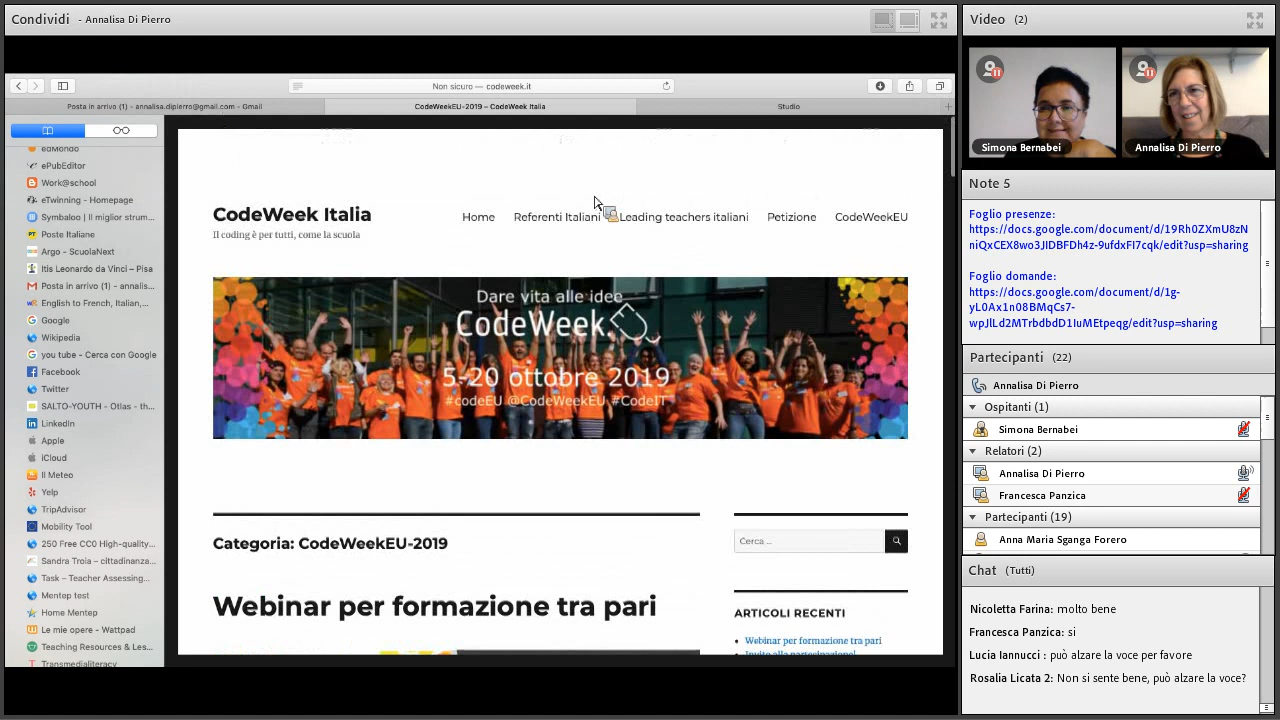 Condividi - Annalisa Di Pierro
Non sicuro — codeweek.it
Posta in arrivo (1) - annalisa.dipierro@gmail.com - Gmail
CodeWeekEU-2019 – CodeWeek Italia
Studio
edMondo
ePubEditor
Work@school
eTwinning - Homepage
Symbaloo | Il miglior strum...
Poste Italiane
Argo - ScuolaNext
Itis Leonardo da Vinci – Pisa
Posta in arrivo (1) - annalis...
English to French, Italian,...
Google
Wikipedia
you tube - Cerca con Google
Facebook
Twitter
SALTO-YOUTH - Otlas - th...
LinkedIn
Apple
iCloud
Il Meteo
Yelp
TripAdvisor
Mobility Tool
250 Free CC0 High-quality...
Sandra Troia – cittadinanza...
Task – Teacher Assessing...
Mentep test
Home Mentep
Le mie opere - Wattpad
Teaching Resources & Les...
Transmedialiteracy
CodeWeek Italia
Il coding è per tutti, come la scuola
Home
Referenti Italiani
Leading teachers italiani
Petizione
CodeWeekEU
Dare vita alle idee
CodeWeek
5-20 ottobre 2019
#codeEU @CodeWeekEU #CodeIT
Categoria: CodeWeekEU-2019
Webinar per formazione tra pari
Cerca ...
ARTICOLI RECENTI
Webinar per formazione tra pari
Invito alla partecipazione!
Video (2)
Simona Bernabei
Annalisa Di Pierro
Note 5
Foglio presenze:
https://docs.google.com/document/d/19Rh0ZXmU8zN
niQxCEX8wo3JIDBFDh4z-9ufdxFI7cqk/edit?usp=sharing
Foglio domande:
https://docs.google.com/document/d/1g-
yL0Ax1n08BMqCs7-
wpJlLd2MTrbdbdD1IuMEtpeqg/edit?usp=sharing
Partecipanti (22)
Annalisa Di Pierro
Ospitanti (1)
Simona Bernabei
Relatori (2)
Annalisa Di Pierro
Francesca Panzica
Partecipanti (19)
Anna Maria Sganga Forero
Chat (Tutti)
Nicoletta Farina: molto bene
Francesca Panzica: si
Lucia Iannucci : può alzare la voce per favore
Rosalia Licata 2: Non si sente bene, può alzare la voce?